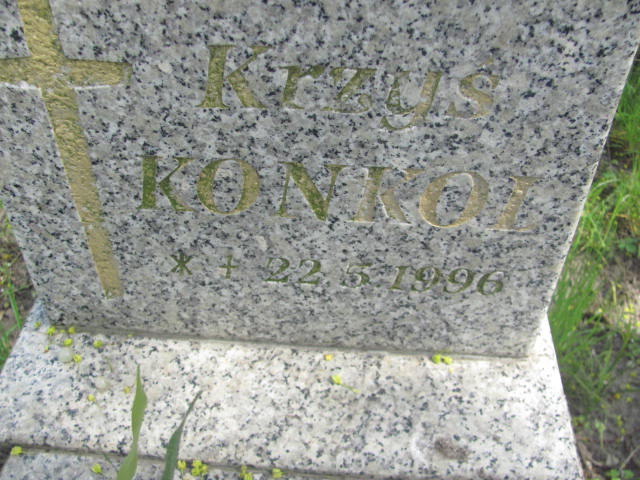 Krzyś
KONKOL
* + 22 5 1996